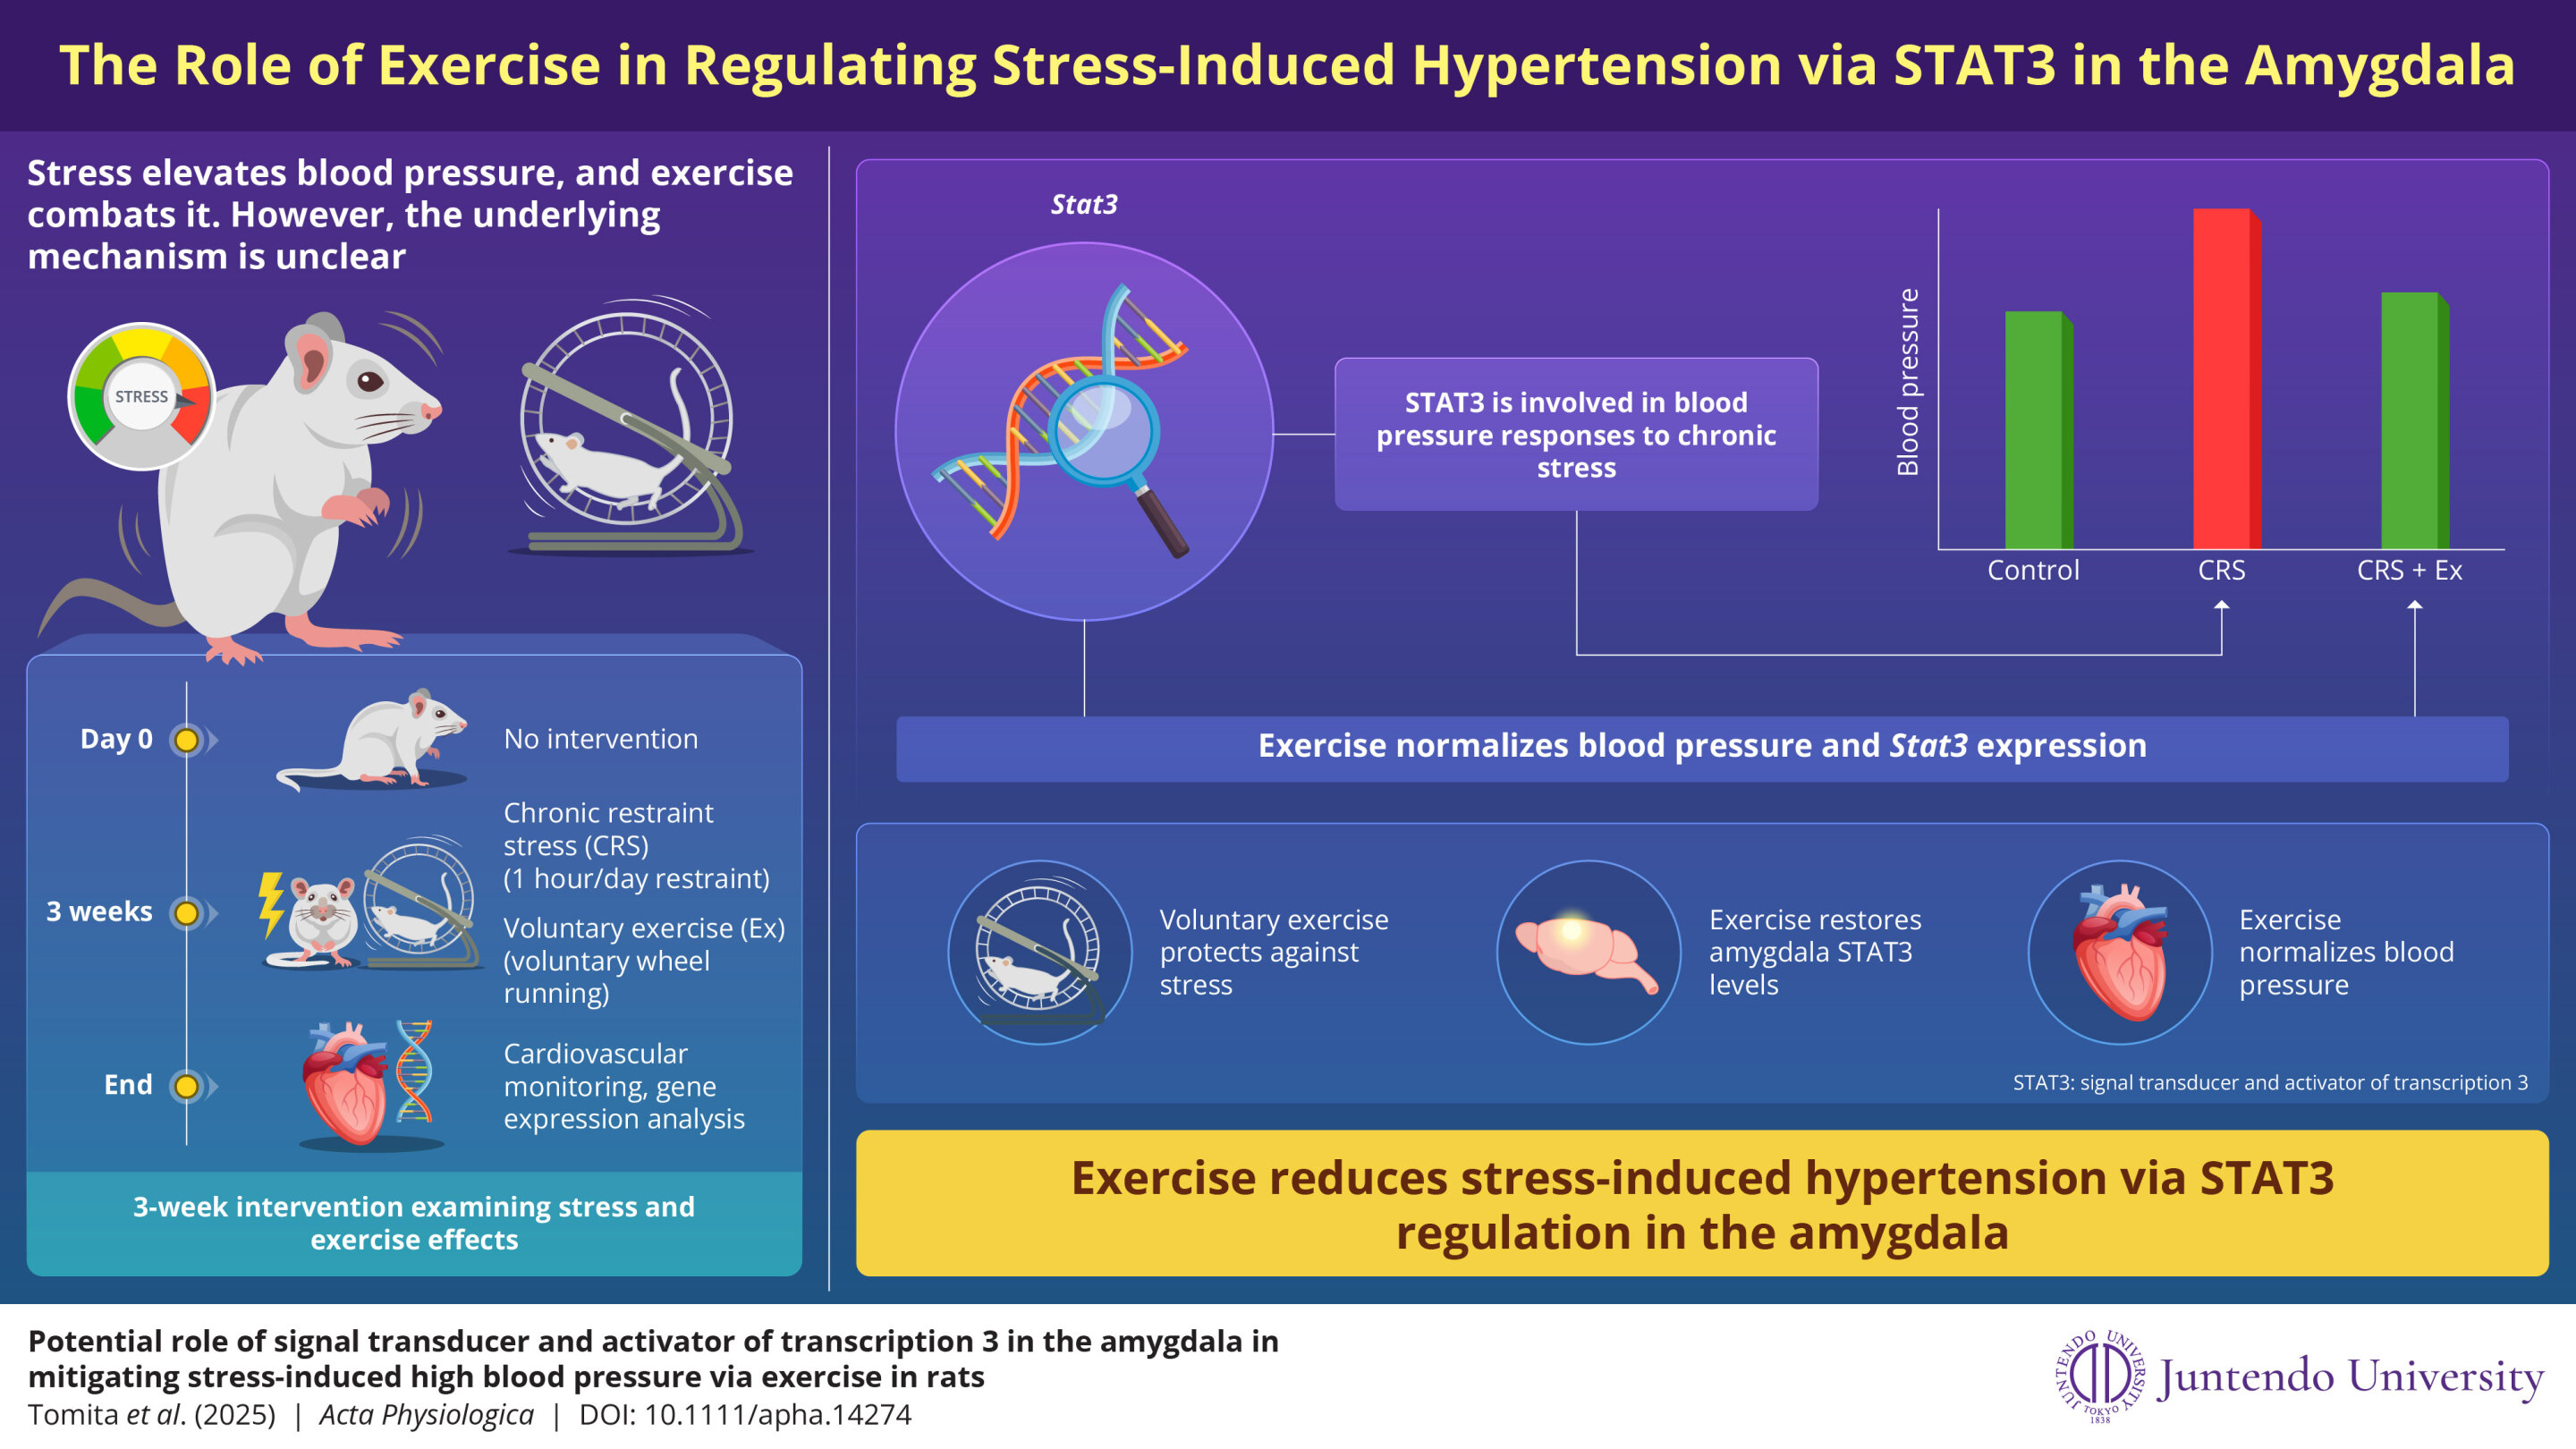 The Role of Exercise in Regulating Stress-Induced Hypertension via STAT3 in the Amygdala
Stress elevates blood pressure, and exercise
combats it. However, the underlying
mechanism is unclear
STRESS
Day 0
No intervention
3 weeks
Chronic restraint
stress (CRS)
(1 hour/day restraint)
Voluntary exercise (Ex)
(voluntary wheel
running)
End
Cardiovascular
monitoring, gene
expression analysis
3-week intervention examining stress and
exercise effects
Stat3
STAT3 is involved in blood
pressure responses to chronic
stress
Blood pressure
Control
CRS
CRS + Ex
Exercise normalizes blood pressure and Stat3 expression
Voluntary exercise
protects against
stress
Exercise restores
amygdala STAT3
levels
Exercise
normalizes blood
pressure
STAT3: signal transducer and activator of transcription 3
Exercise reduces stress-induced hypertension via STAT3
regulation in the amygdala
Potential role of signal transducer and activator of transcription 3 in the amygdala in
mitigating stress-induced high blood pressure via exercise in rats
Tomita et al. (2025) | Acta Physiologica | DOI: 10.1111/apha.14274
JUNTENDO UNIVERSITY
TOKYO
1838
Juntendo University